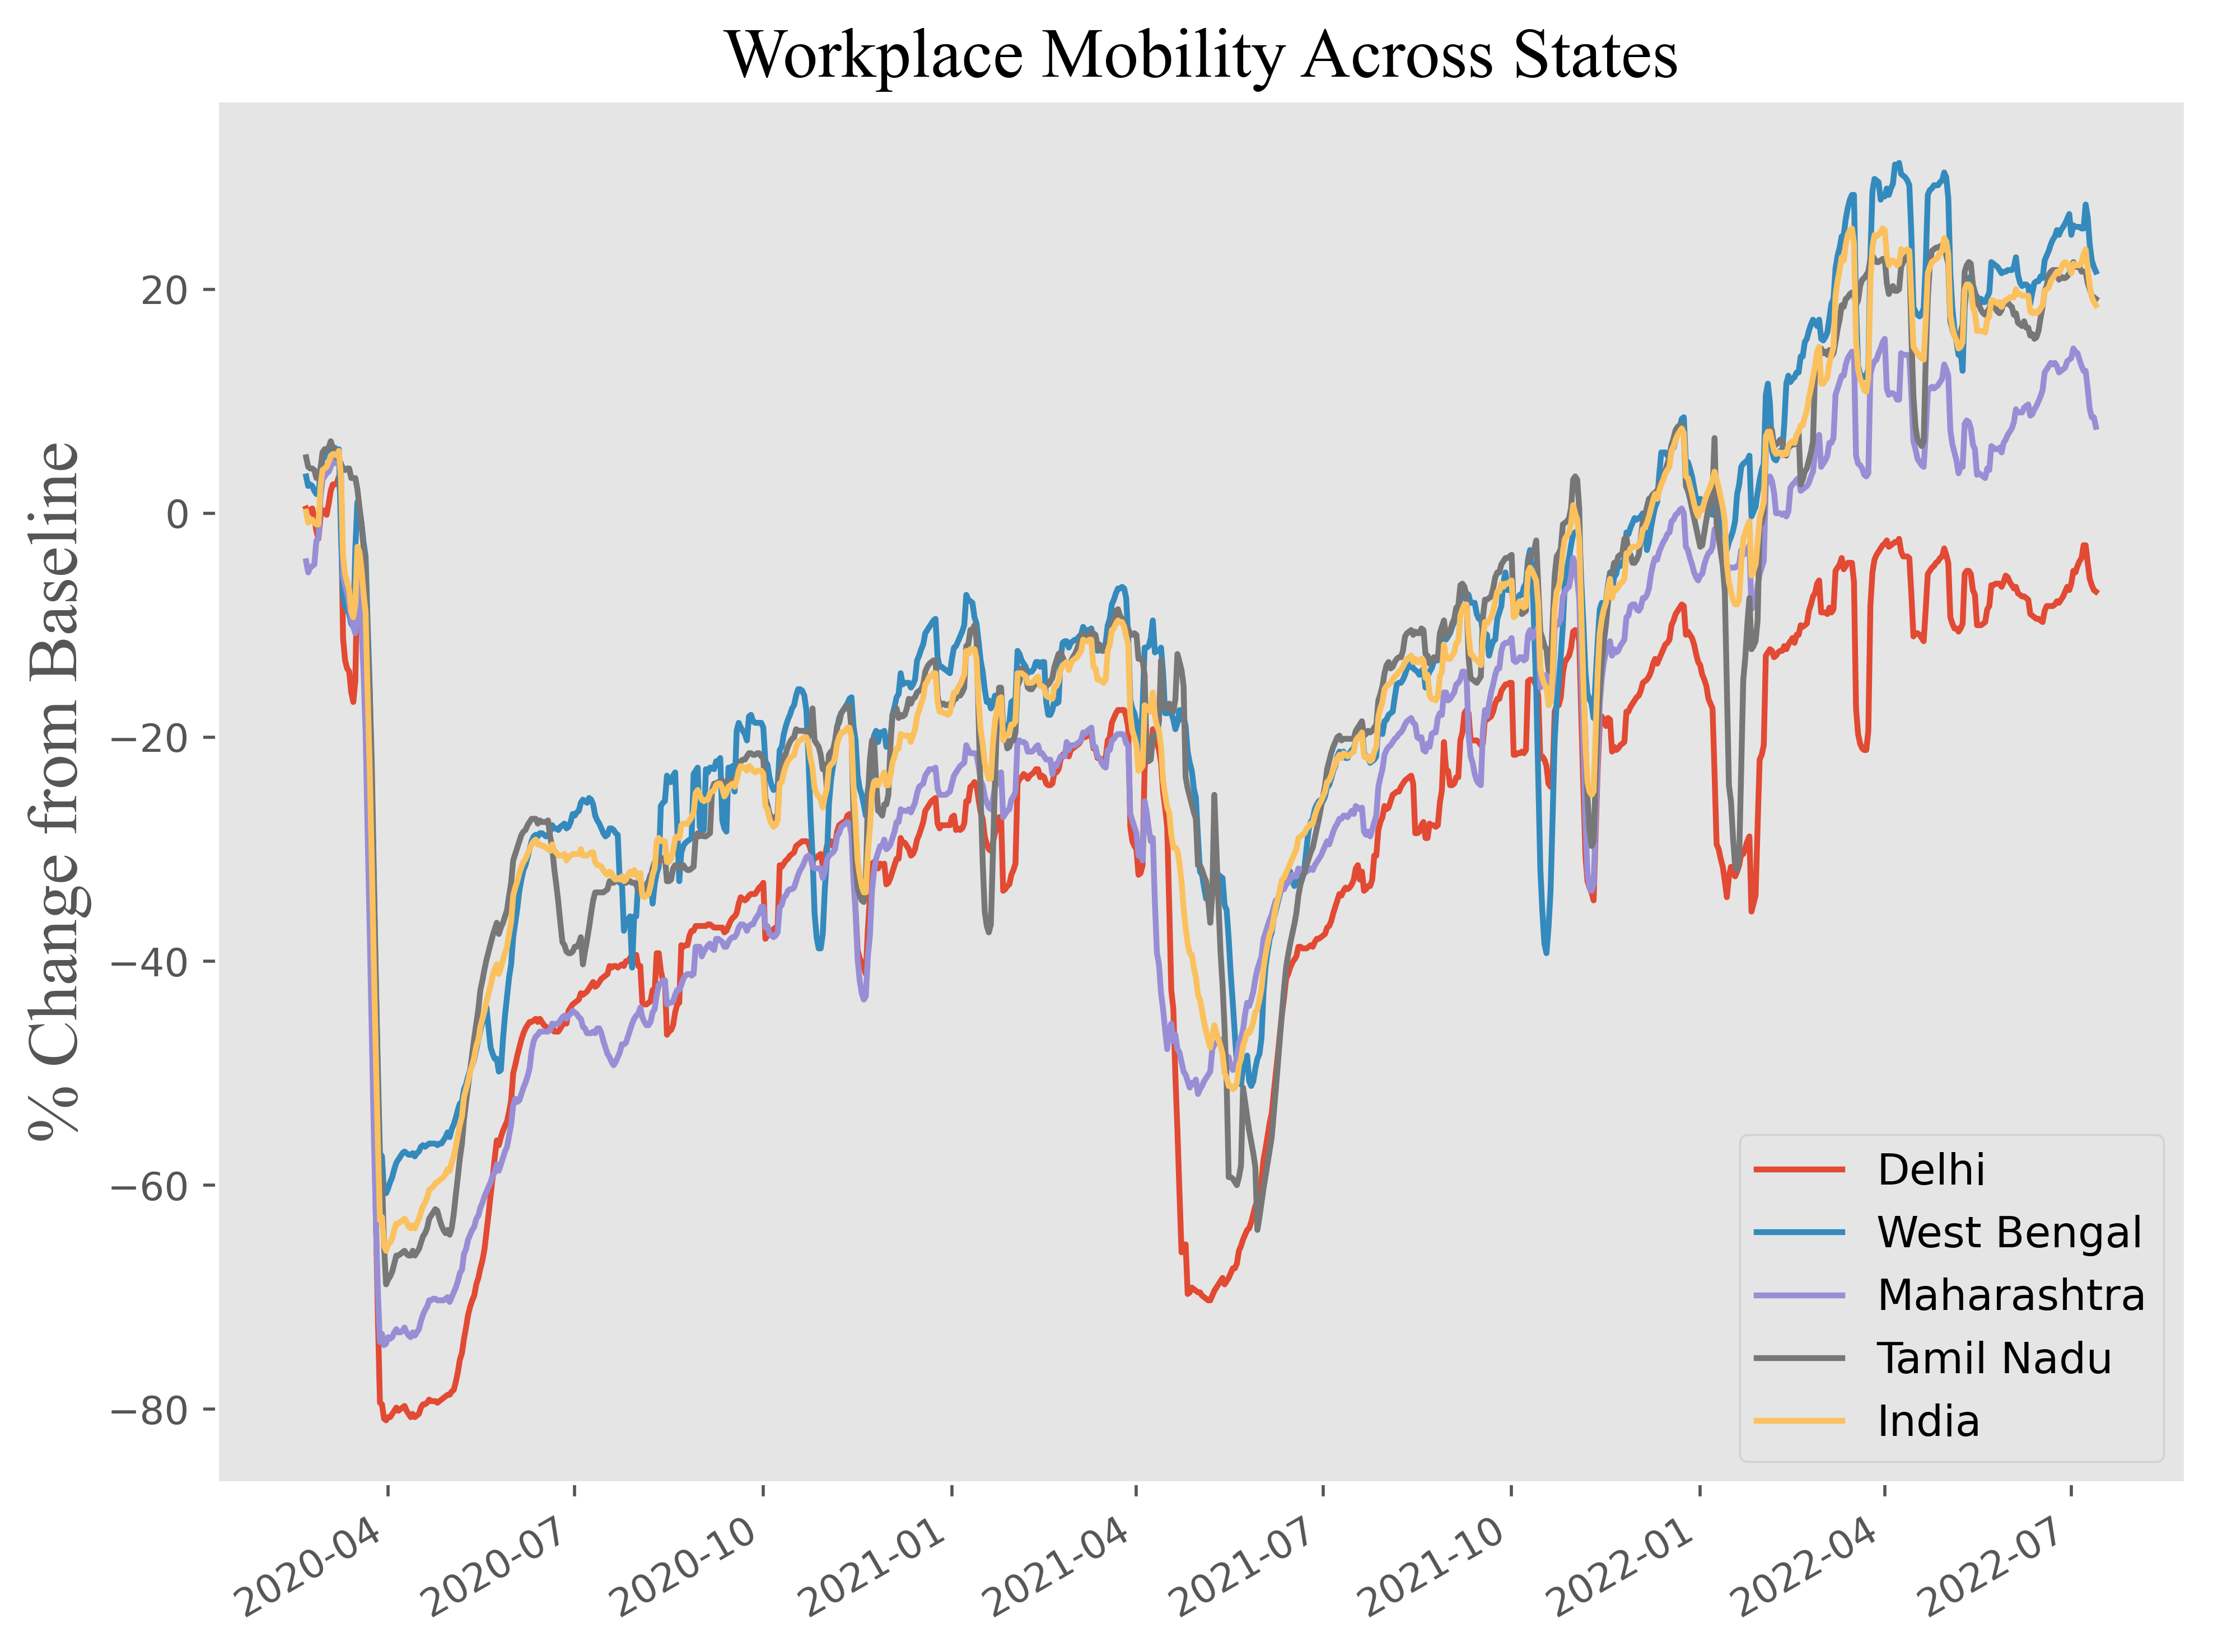 Workplace Mobility Across States
% Change from Baseline
20
0
−20
−40
−60
−80
2020-04
2020-07
2020-10
2021-01
2021-04
2021-07
2021-10
2022-01
2022-04
2022-07
Delhi
West Bengal
Maharashtra
Tamil Nadu
India